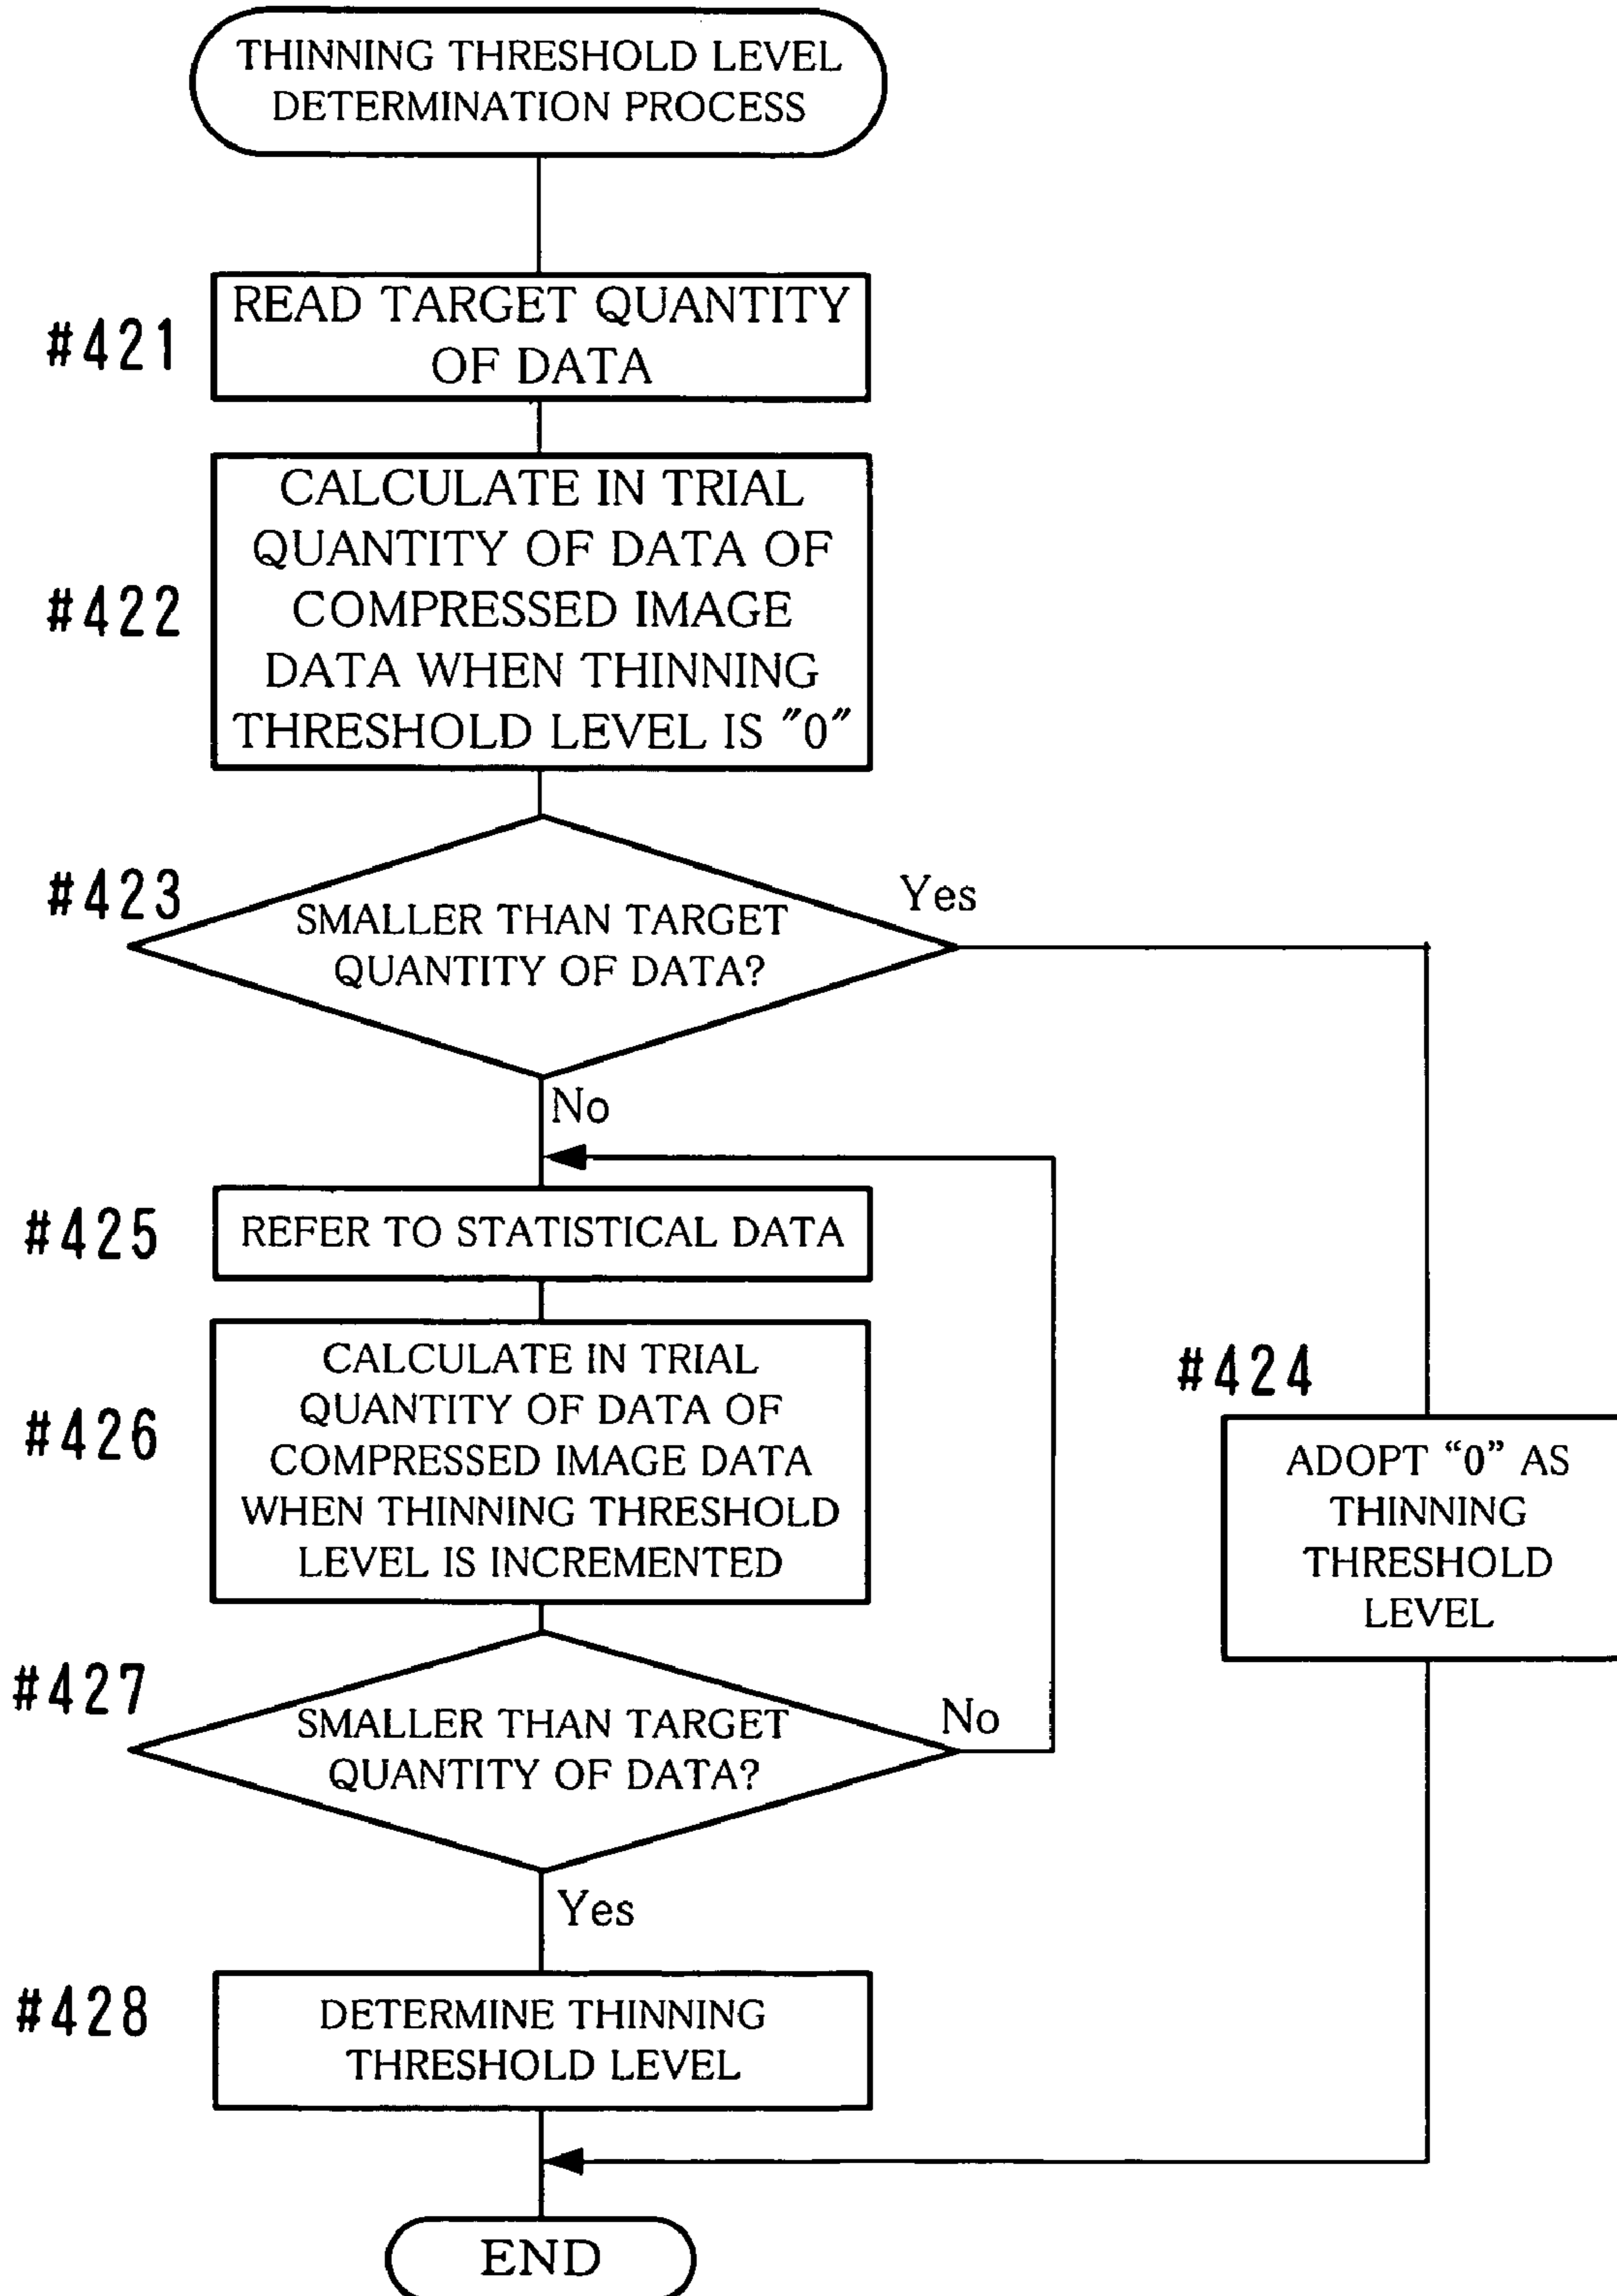 THINNING THRESHOLD LEVEL
DETERMINATION PROCESS
#421
READ TARGET QUANTITY
OF DATA
#422
CALCULATE IN TRIAL
QUANTITY OF DATA OF
COMPRESSED IMAGE
DATA WHEN THINNING
THRESHOLD LEVEL IS "0"
#423
SMALLER THAN TARGET
QUANTITY OF DATA?
Yes
No
#425
REFER TO STATISTICAL DATA
#426
CALCULATE IN TRIAL
QUANTITY OF DATA OF
COMPRESSED IMAGE DATA
WHEN THINNING THRESHOLD
LEVEL IS INCREMENTED
#424
ADOPT “0” AS
THINNING
THRESHOLD
LEVEL
#427
SMALLER THAN TARGET
QUANTITY OF DATA?
No
Yes
#428
DETERMINE THINNING
THRESHOLD LEVEL
END